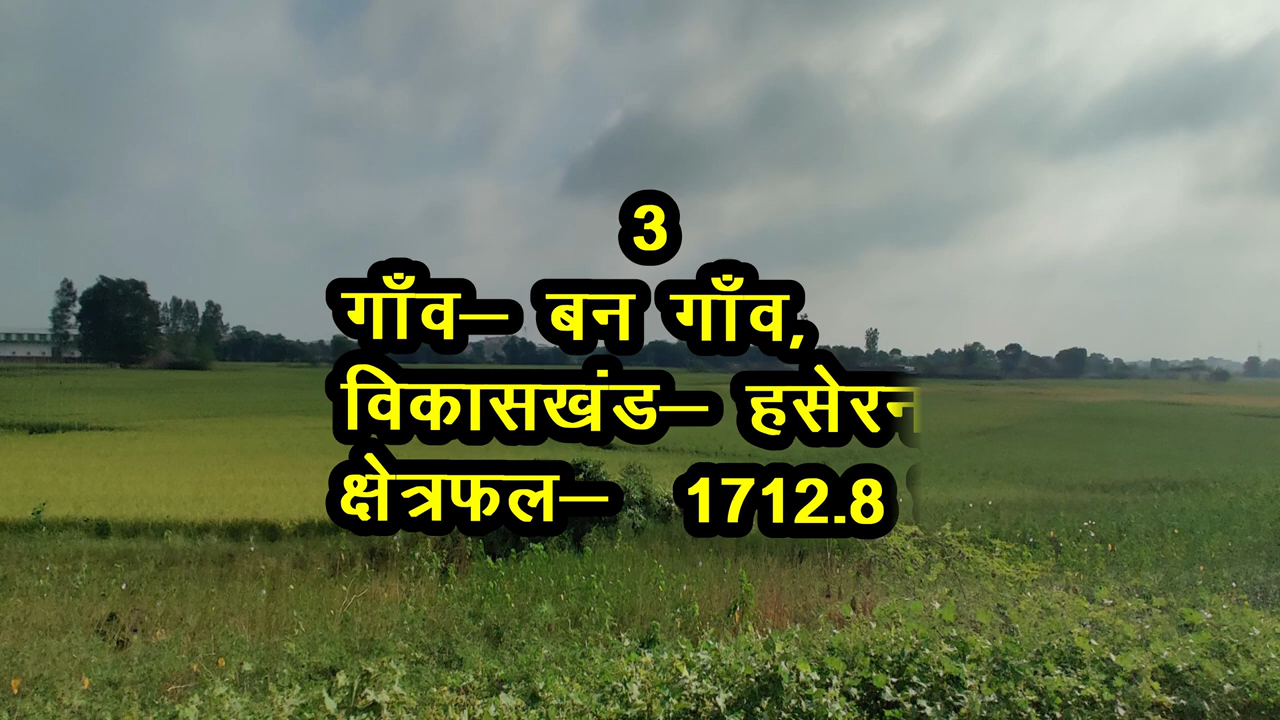 3
गाँव– बन गाँव,
विकासखंड– हसेरन
क्षेत्रफल– 1712.8